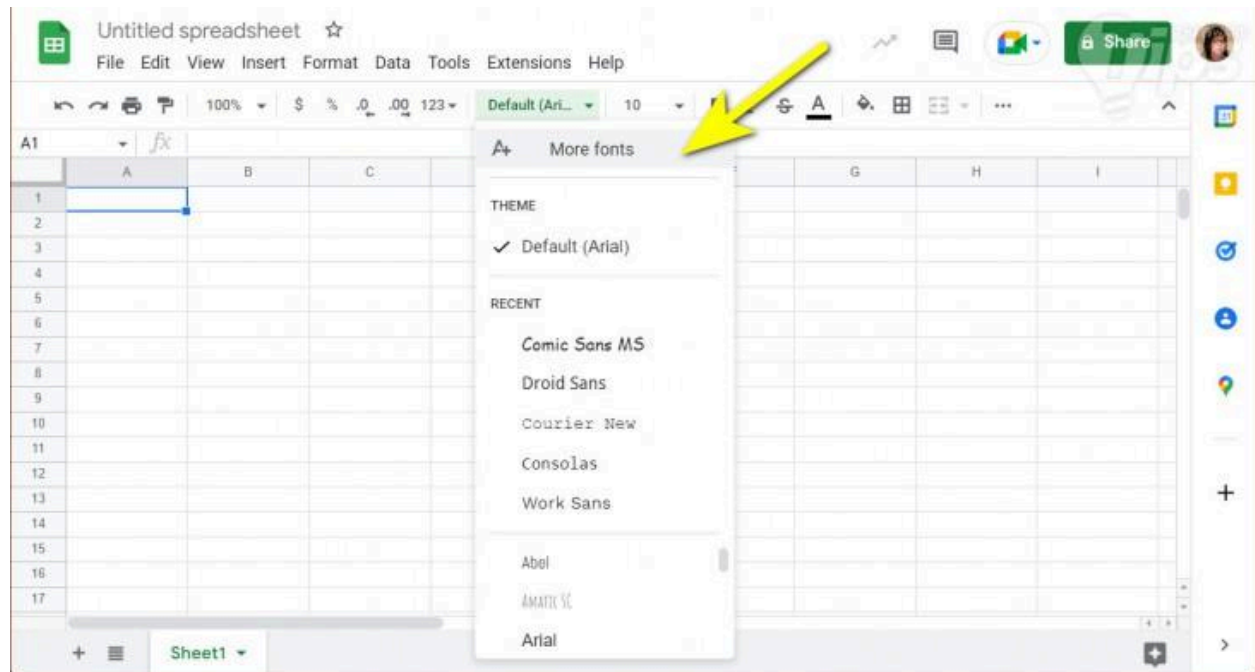 Untitled spreadsheet
File Edit View Insert Format Data Tools Extensions Help
Share
100% $ % .0 .00 123 Default (Ari... 10 S A
A1 fx
A+ More fonts
A B C G H I
1
THEME
2
3
Default (Arial)
4
5
RECENT
6
7
Comic Sans MS
8
Droid Sans
9
10
Courier New
11
12
Consolas
13
Work Sans
14
15
Abel
16
Amatic SC
17
Arial
Sheet1
31
Tips